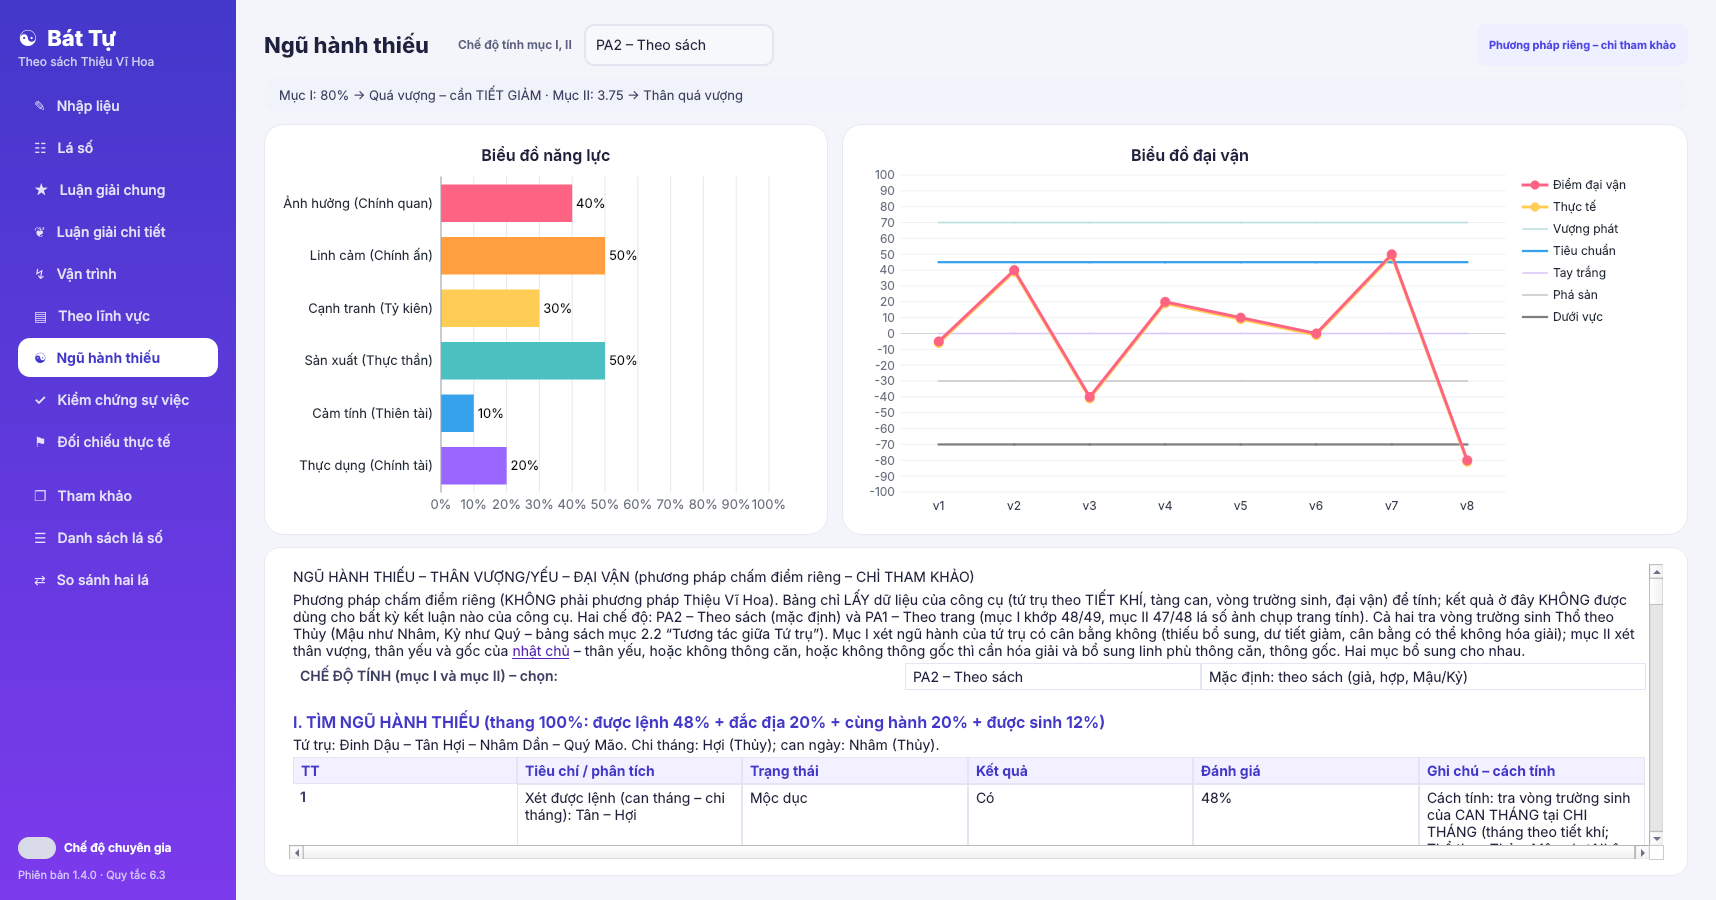 ☯ Bát Tự
Theo sách Thiệu Vĩ Hoa
Nhập liệu
Lá số
Luận giải chung
Luận giải chi tiết
Vận trình
Theo lĩnh vực
Ngũ hành thiếu
Kiểm chứng sự việc
Đối chiếu thực tế
Tham khảo
Danh sách lá số
So sánh hai lá
Chế độ chuyên gia
Phiên bản 1.4.0 · Quy tắc 6.3
Ngũ hành thiếu
Chế độ tính mục I, II
PA2 – Theo sách
Phương pháp riêng – chỉ tham khảo
Mục I: 80% → Quá vượng – cần TIẾT GIẢM · Mục II: 3.75 → Thân quá vượng
Biểu đồ năng lực
Ảnh hưởng (Chính quan) 40%
Linh cảm (Chính ấn) 50%
Cạnh tranh (Tỷ kiên) 30%
Sản xuất (Thực thần) 50%
Cảm tính (Thiên tài) 10%
Thực dụng (Chính tài) 20%
0% 10% 20% 30% 40% 50% 60% 70% 80% 90% 100%
Biểu đồ đại vận
100
90
80
70
60
50
40
30
20
10
0
-10
-20
-30
-40
-50
-60
-70
-80
-90
-100
v1 v2 v3 v4 v5 v6 v7 v8
Điểm đại vận
Thực tế
Vượng phát
Tiêu chuẩn
Tay trắng
Phá sản
Dưới vực
NGŨ HÀNH THIẾU – THÂN VƯỢNG/YẾU – ĐẠI VẬN (phương pháp chấm điểm riêng – CHỈ THAM KHẢO)
Phương pháp chấm điểm riêng (KHÔNG phải phương pháp Thiệu Vĩ Hoa). Bảng chỉ LẤY dữ liệu của công cụ (tứ trụ theo TIẾT KHÍ, tàng can, vòng trường sinh, đại vận) để tính; kết quả ở đây KHÔNG được
dùng cho bất kỳ kết luận nào của công cụ. Hai chế độ: PA2 – Theo sách (mặc định) và PA1 – Theo trang (mục I khớp 48/49, mục II 47/48 lá số ảnh chụp trang tính). Cả hai tra vòng trường sinh Thổ theo
Thủy (Mậu như Nhâm, Kỷ như Quý – bảng sách mục 2.2 “Tương tác giữa Tứ trụ”). Mục I xét ngũ hành của tứ trụ có cân bằng không (thiếu bổ sung, dư tiết giảm, cân bằng có thể không hóa giải); mục II xét
thân vượng, thân yếu và gốc của nhật chủ – thân yếu, hoặc không thông căn, hoặc không thông gốc thì cần hóa giải và bổ sung linh phù thông căn, thông gốc. Hai mục bổ sung cho nhau.
CHẾ ĐỘ TÍNH (mục I và mục II) – chọn:
PA2 – Theo sách
Mặc định: theo sách (giả, hợp, Mậu/Kỷ)
I. TÌM NGŨ HÀNH THIẾU (thang 100%: được lệnh 48% + đắc địa 20% + cùng hành 20% + được sinh 12%)
Tứ trụ: Đinh Dậu – Tân Hợi – Nhâm Dần – Quý Mão. Chi tháng: Hợi (Thủy); can ngày: Nhâm (Thủy).
TT Tiêu chí / phân tích Trạng thái Kết quả Đánh giá Ghi chú – cách tính
1 Xét được lệnh (can tháng – chi Mộc dục Có 48% Cách tính: tra vòng trường sinh
tháng): Tân – Hợi của CAN THÁNG tại CHI
THÁNG (tháng theo tiết khí;